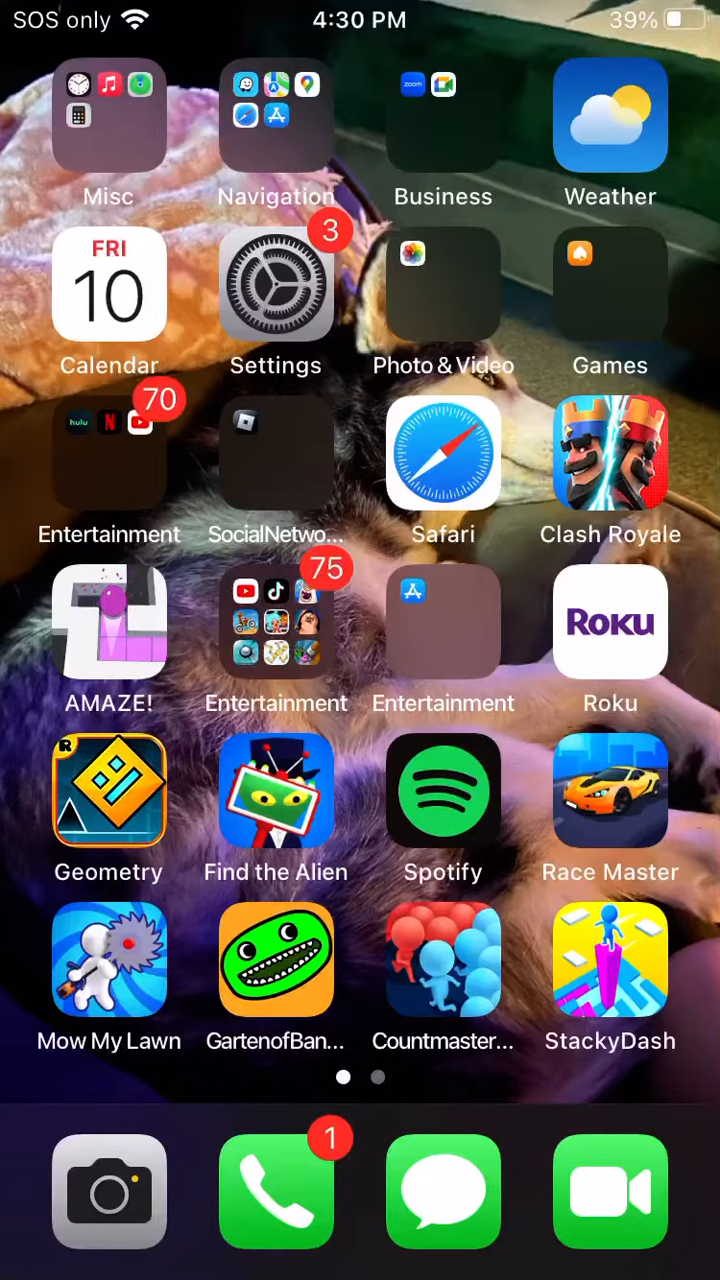 SOS only 4:30 PM 39%
zoom
Misc Navigation Business Weather
FRI 3
10
Calendar Settings Photo & Video Games
70
hulu N
Entertainment SocialNetwo... Safari Clash Royale
75
ROKU
AMAZE! Entertainment Entertainment Roku
R
Geometry Find the Alien Spotify Race Master
Mow My Lawn GartenofBan... Countmaster... StackyDash
1